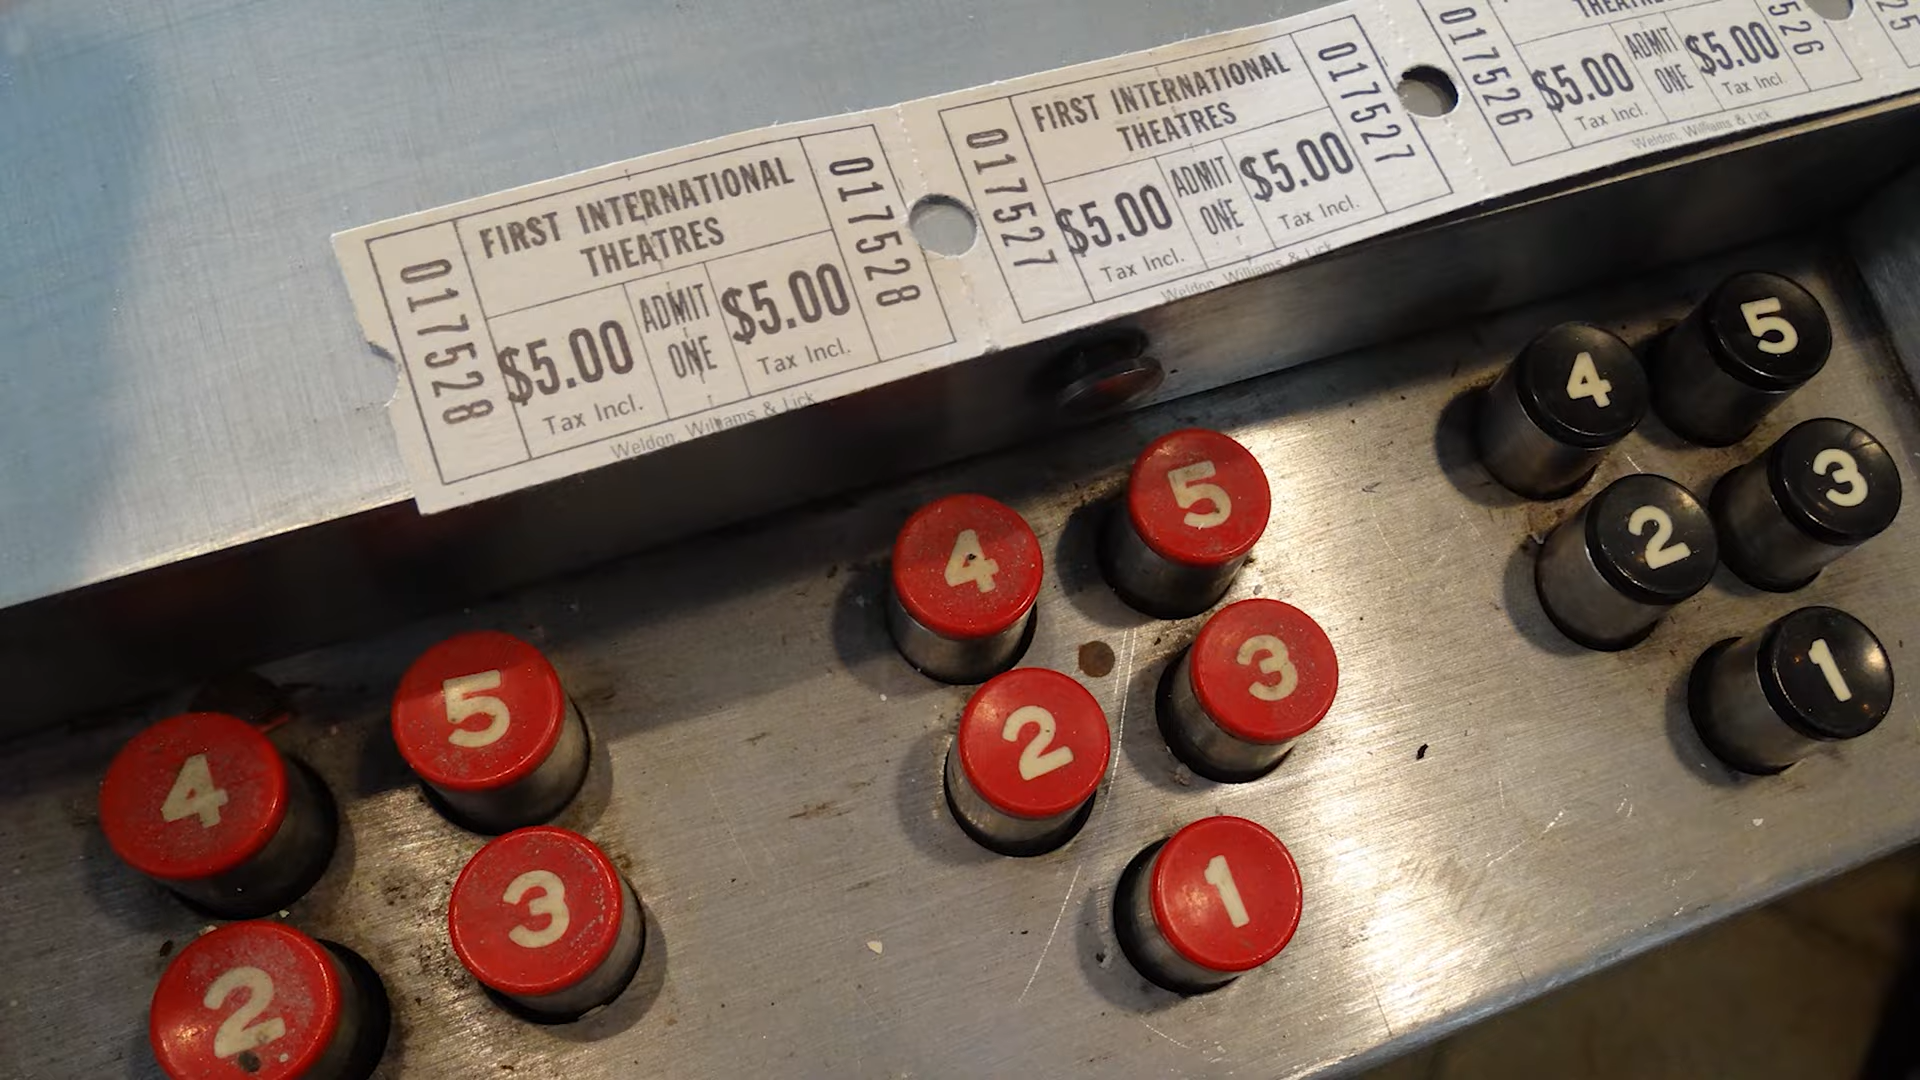 017528
FIRST INTERNATIONAL
THEATRES
$5.00
Tax Incl.
ADMIT
ONE
$5.00
Tax Incl.
017528
Weldon, Williams & Lick
017527
FIRST INTERNATIONAL
THEATRES
$5.00
Tax Incl.
ADMIT
ONE
$5.00
Tax Incl.
017527
Weldon, Williams & Lick
017526
THEATRES
$5.00
Tax Incl.
ADMIT
ONE
$5.00
Tax Incl.
526
Weldon, Williams & Lick
25
4
5
3
2
4
5
2
3
1
4
5
2
3
1